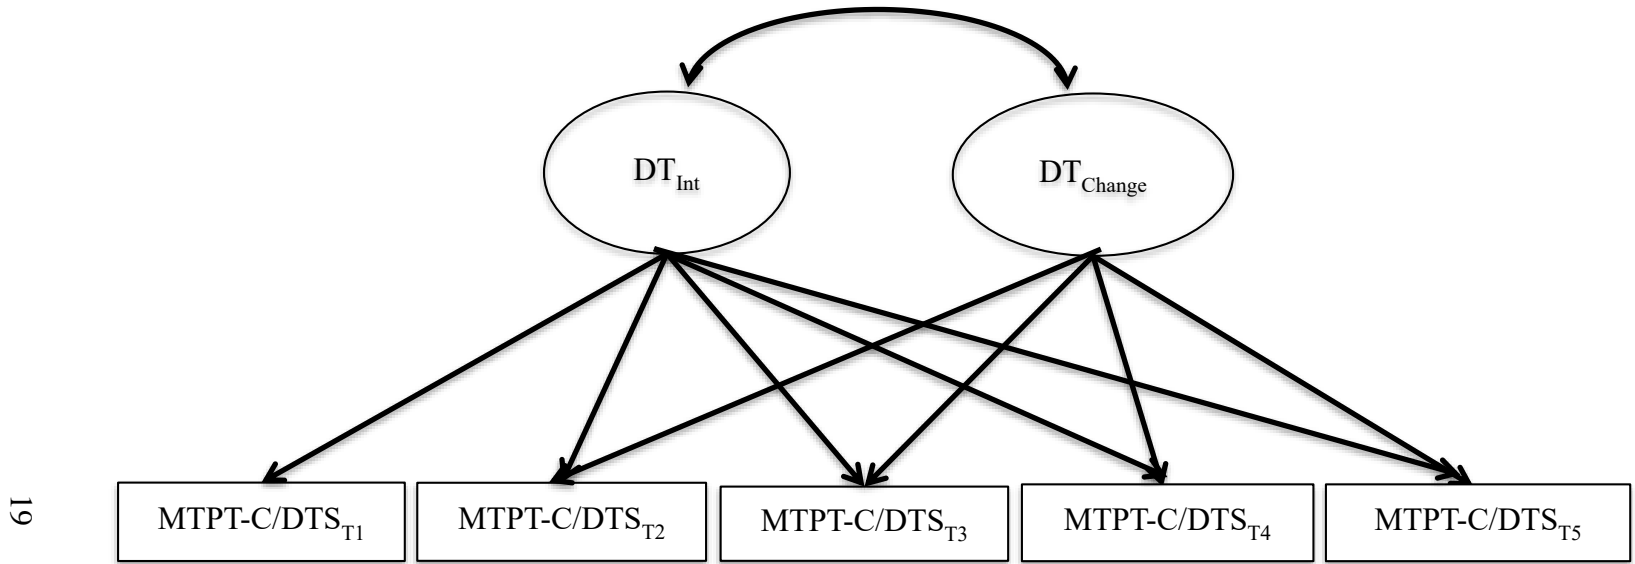 DT_Int
DT_Change
MTPT-C/DTS_T1
MTPT-C/DTS_T2
MTPT-C/DTS_T3
MTPT-C/DTS_T4
MTPT-C/DTS_T5
19